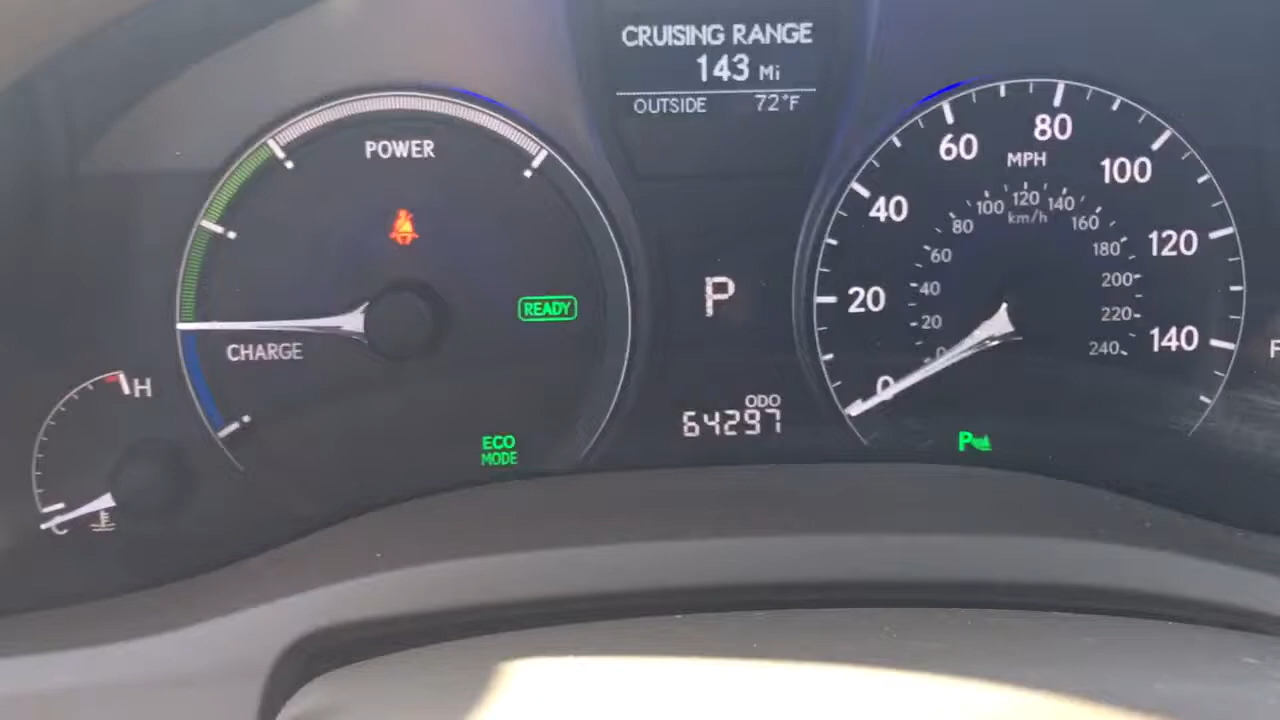 CRUISING RANGE
143 Mi
OUTSIDE 72°F
POWER
READY
CHARGE
ECO
MODE
H
C
P
ODO
64297
MPH
0
20
40
60
80
100
120
140
km/h
0
20
40
60
80
100
120
140
160
180
200
220
240
P
F